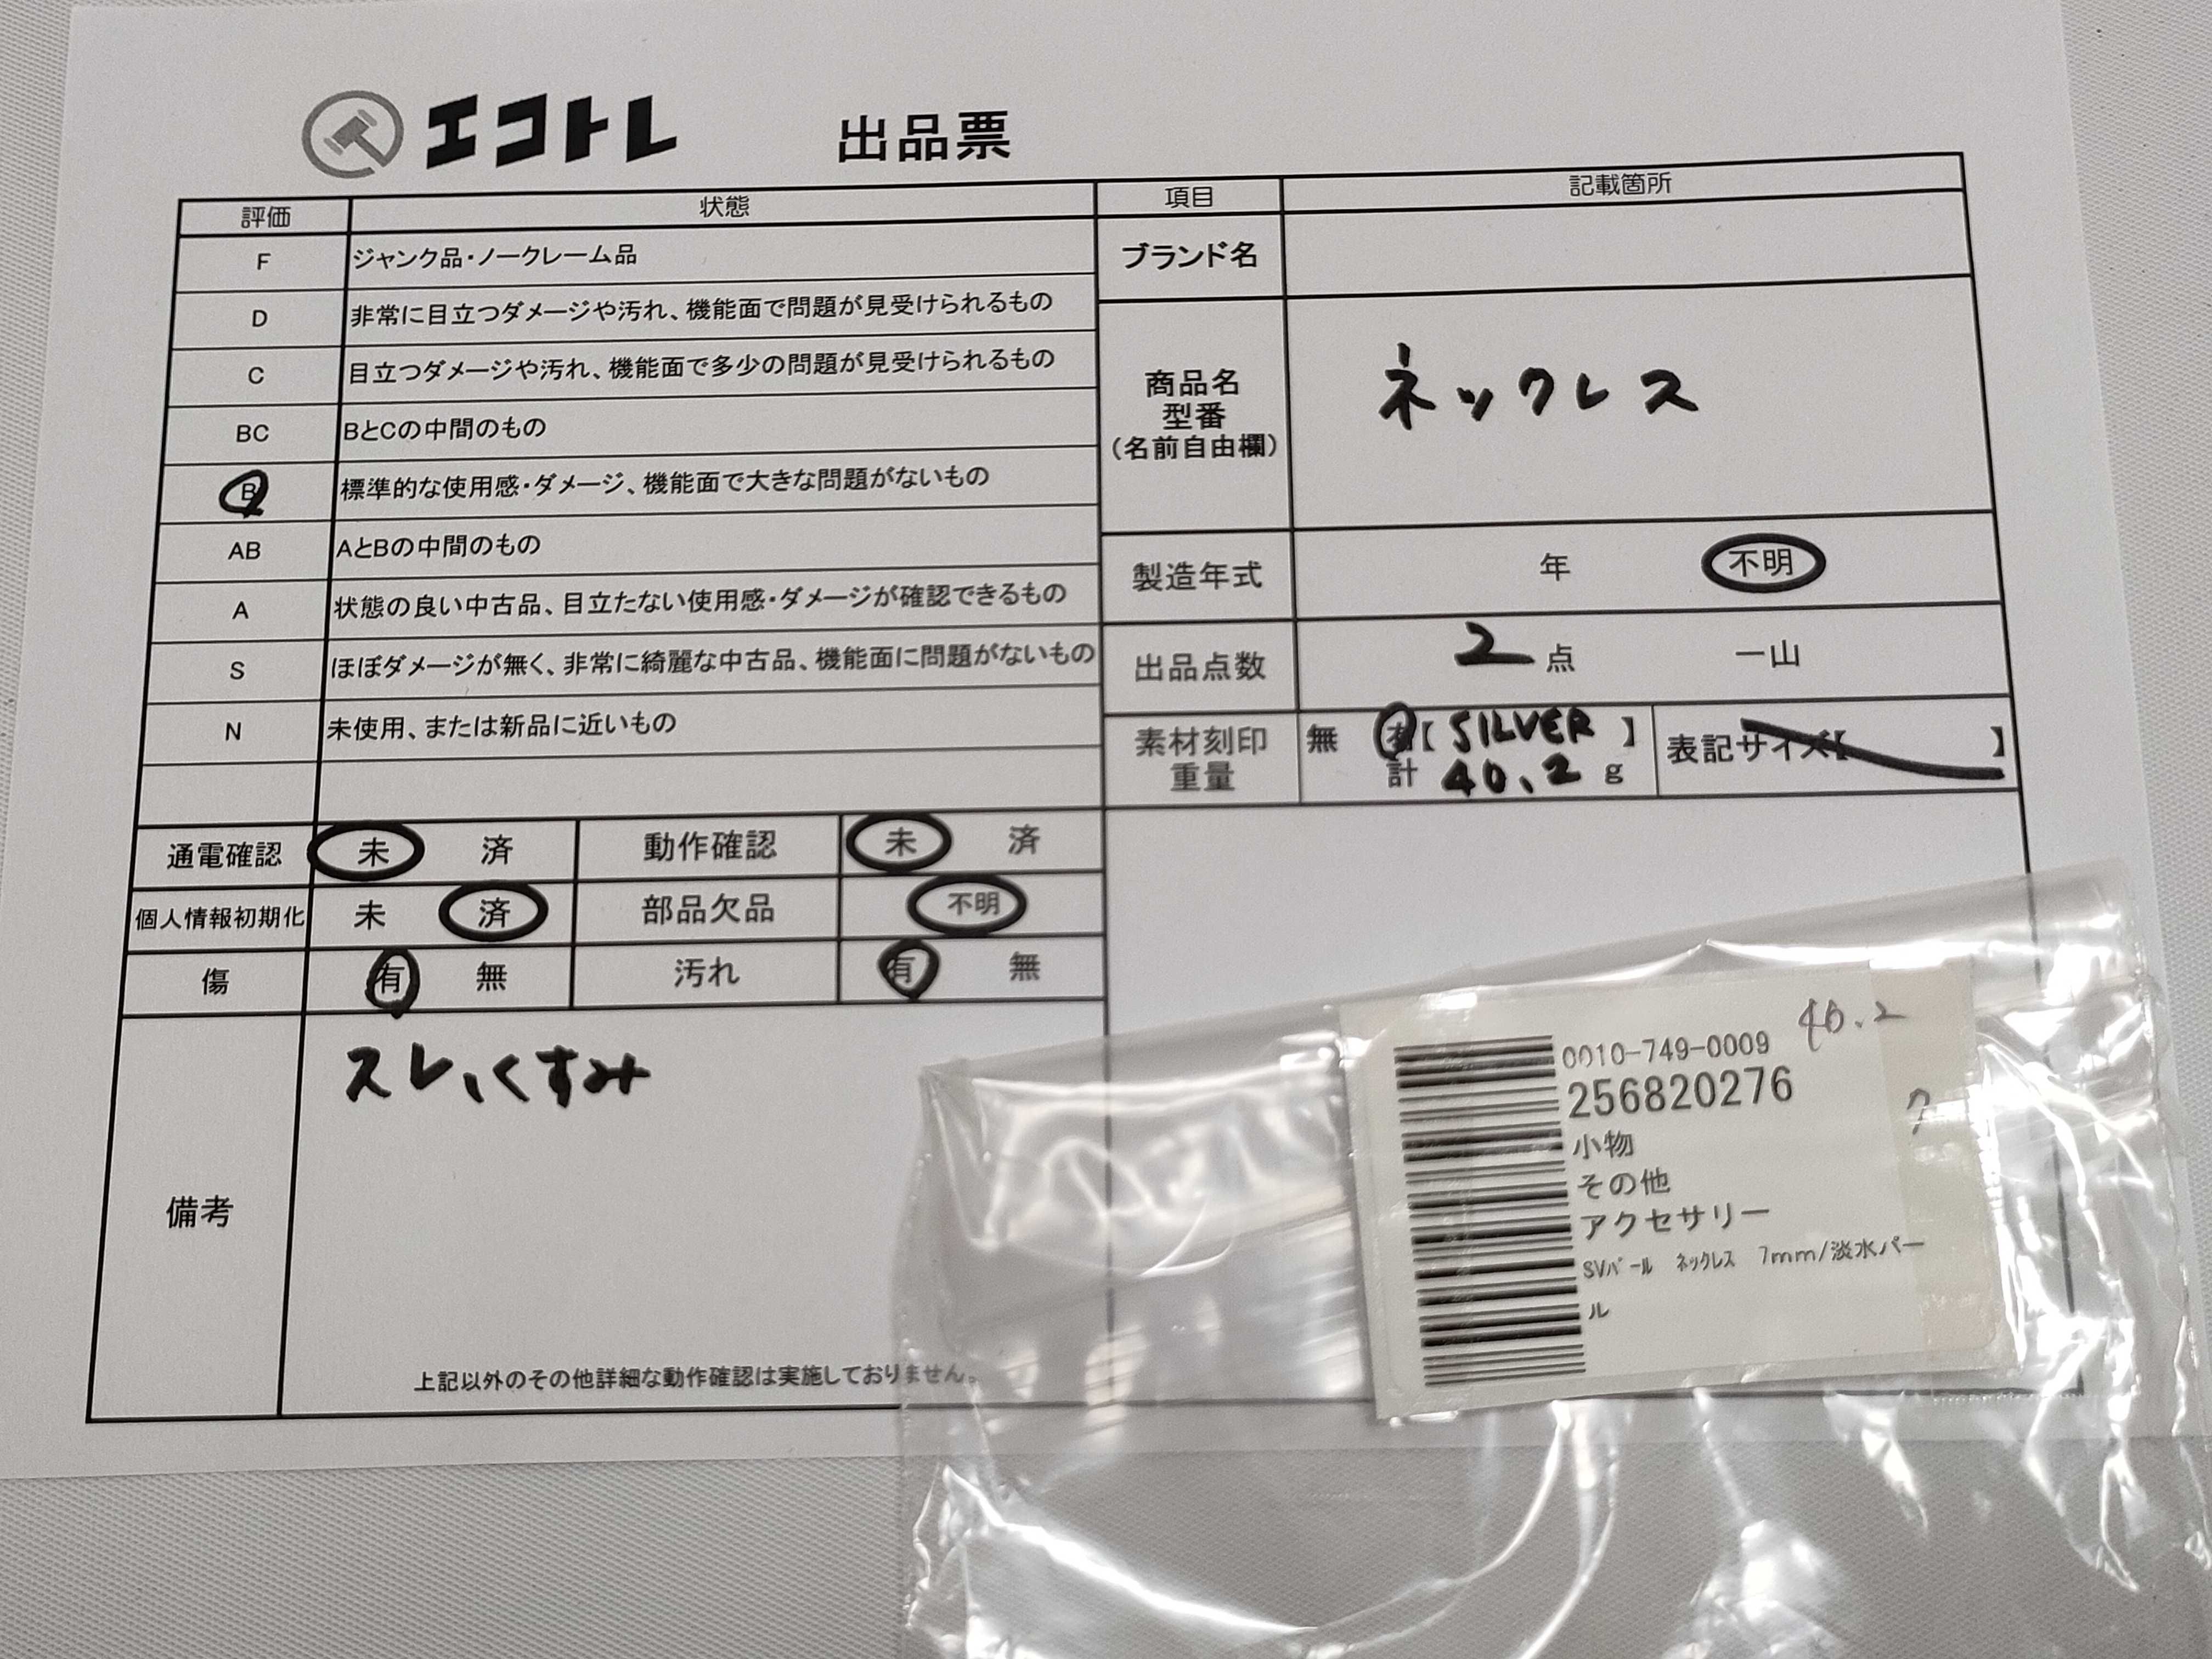 エコトレ 出品票
評価 状態 項目 記載箇所
F ジャンク品・ノークレーム品
ブランド名
D 非常に目立つダメージや汚れ、機能面で問題が見受けられるもの
C 目立つダメージや汚れ、機能面で多少の問題が見受けられるもの
商品名
型番
(名前自由欄)
ネックレス
BC BとCの中間のもの
B 標準的な使用感・ダメージ、機能面で大きな問題がないもの
AB AとBの中間のもの
製造年式 年 不明
A 状態の良い中古品、目立たない使用感・ダメージが確認できるもの
S ほぼダメージが無く、非常に綺麗な中古品、機能面に問題がないもの
出品点数 2 点 一山
N 未使用、または新品に近いもの
素材刻印
重量
無 有【 SILVER 】
計 40.2 g
表記サイズ【 】
通電確認 未 済 動作確認 未 済
個人情報初期化 未 済 部品欠品 不明
傷 有 無 汚れ 有 無
備考
スレ、くすみ
上記以外のその他詳細な動作確認は実施しておりません。
40.2
0010-749-0009
256820276
小物
その他
アクセサリー
SVパール ネックレス 7mm/淡水パー
ル